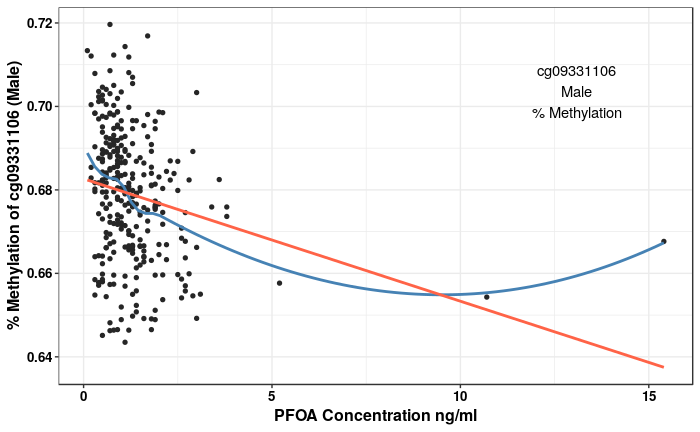 0.72
0.70
0.68
0.66
0.64
% Methylation of cg09331106 (Male)
cg09331106
Male
% Methylation
0
5
10
15
PFOA Concentration ng/ml